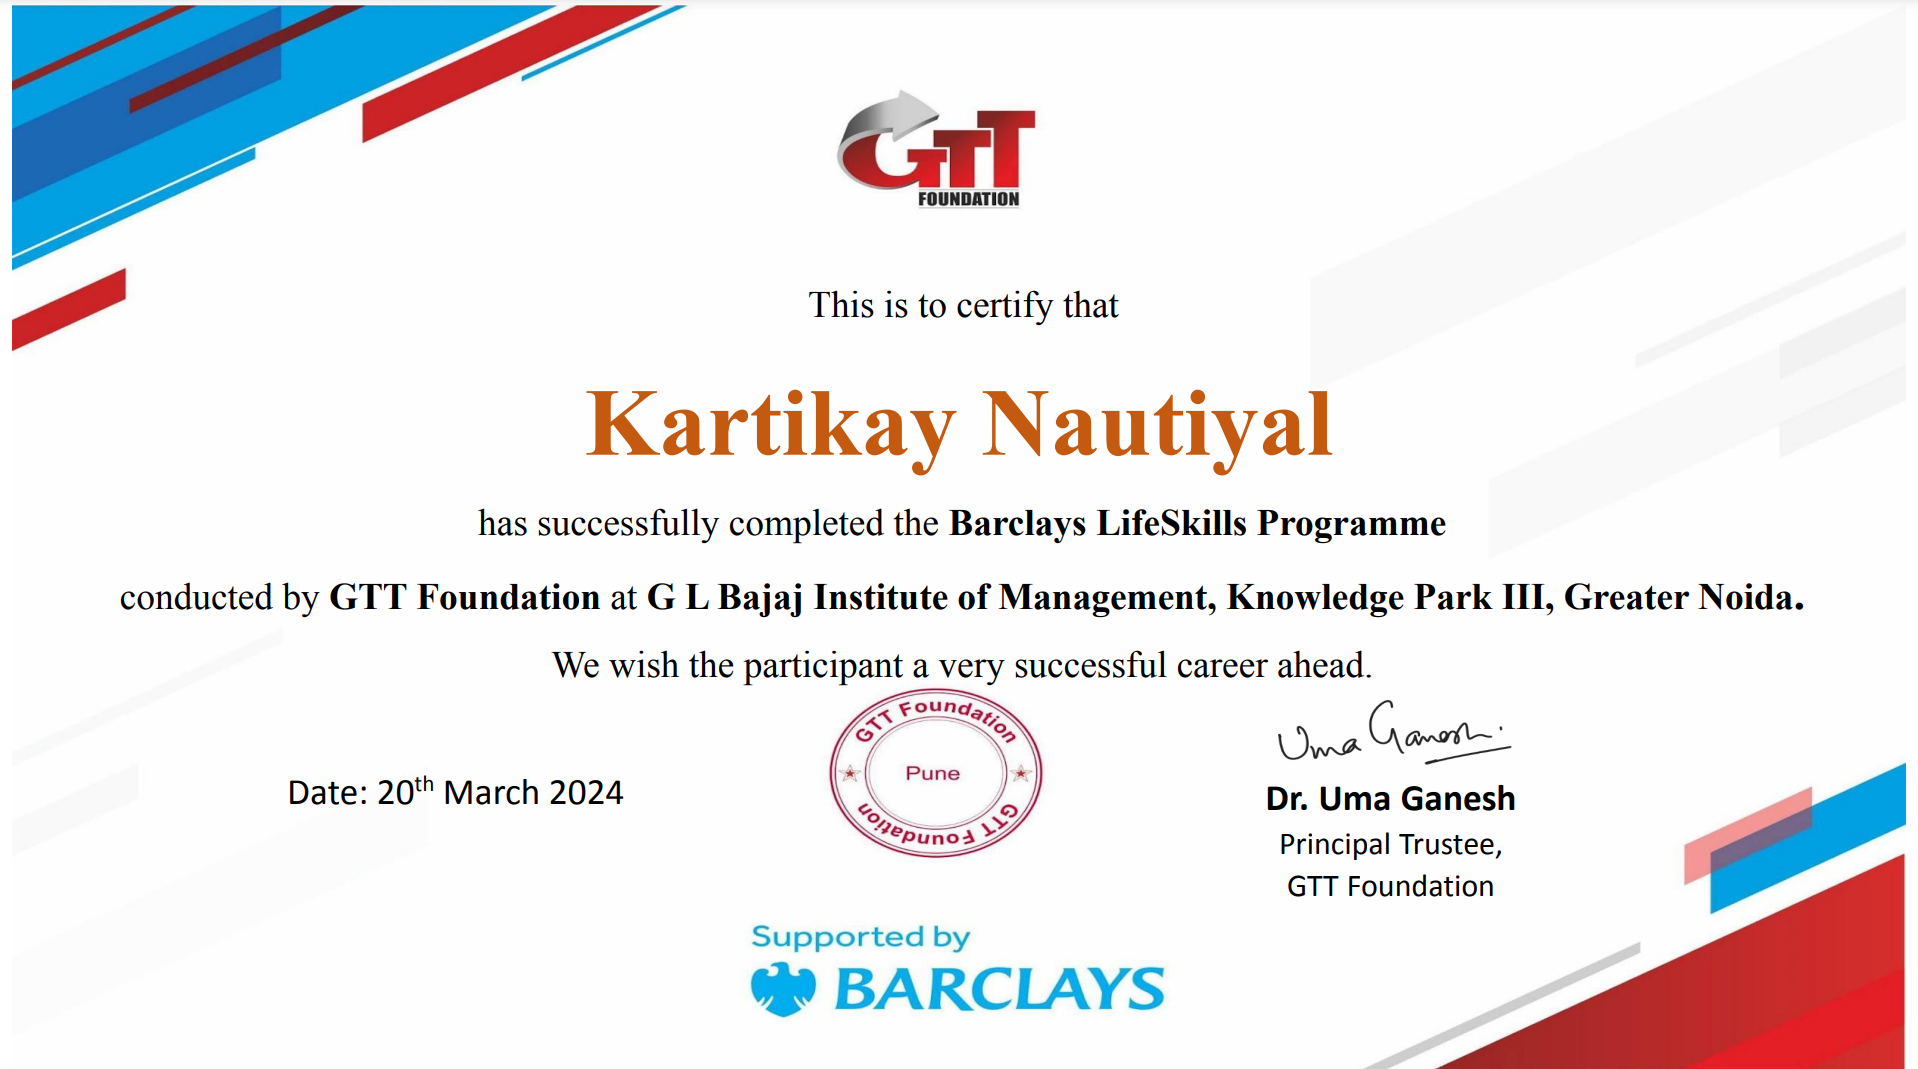 GTT
FOUNDATION
This is to certify that
Kartikay Nautiyal
has successfully completed the Barclays LifeSkills Programme
conducted by GTT Foundation at G L Bajaj Institute of Management, Knowledge Park III, Greater Noida.
We wish the participant a very successful career ahead.
GTT Foundation
Pune
GTT Foundation
Date: 20th March 2024
Uma Ganesh.
Dr. Uma Ganesh
Principal Trustee,
GTT Foundation
Supported by
BARCLAYS